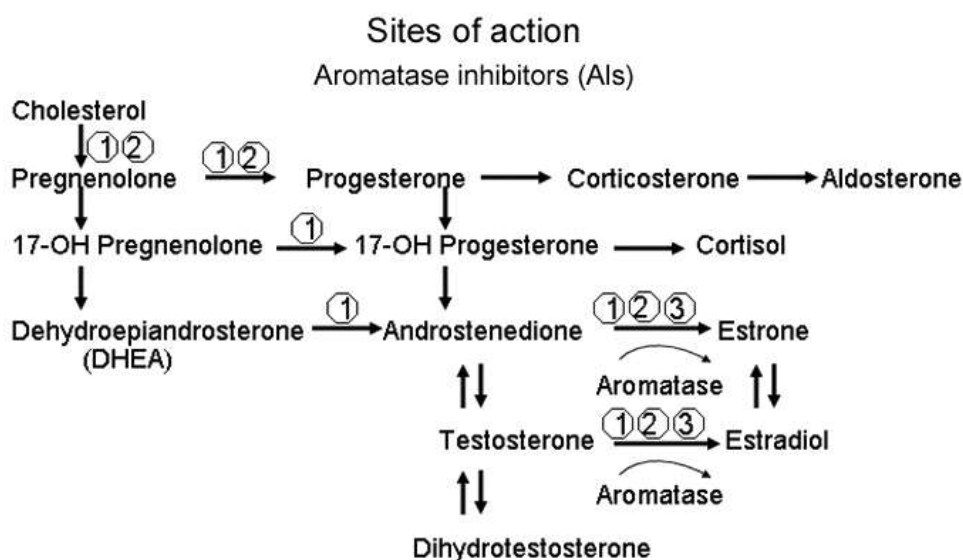 Sites of action
Aromatase inhibitors (AIs)
Cholesterol
1 2
1 2
Pregnenolone Progesterone Corticosterone Aldosterone
1
17-OH Pregnenolone 17-OH Progesterone Cortisol
1 1 2 3
Dehydroepiandrosterone Androstenedione Estrone
(DHEA)
Aromatase
1 2 3
Testosterone Estradiol
Aromatase
Dihydrotestosterone